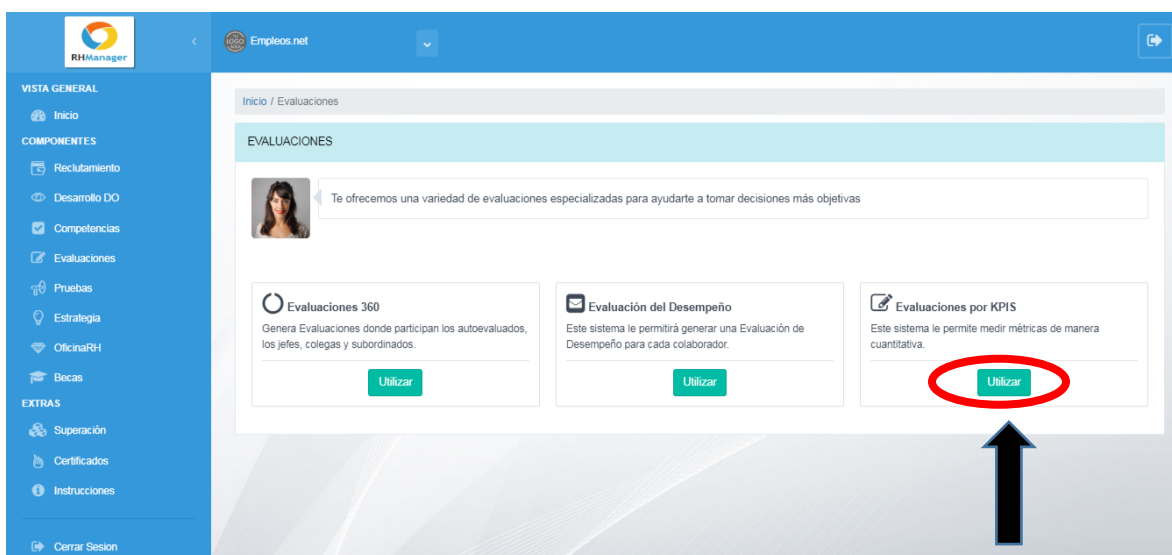 RHManager
Empleos.net
VISTA GENERAL
Inicio
COMPONENTES
Reclutamiento
Desarrollo DO
Competencias
Evaluaciones
Pruebas
Estrategia
OficinaRH
Becas
EXTRAS
Superación
Certificados
Instrucciones
Cerrar Sesion
Inicio / Evaluaciones
EVALUACIONES
Te ofrecemos una variedad de evaluaciones especializadas para ayudarte a tomar decisiones más objetivas
Evaluaciones 360
Genera Evaluaciones donde participan los autoevaluados,
los jefes, colegas y subordinados.
Utilizar
Evaluación del Desempeño
Este sistema le permitirá generar una Evaluación de
Desempeño para cada colaborador.
Utilizar
Evaluaciones por KPIS
Este sistema le permite medir métricas de manera
cuantitativa.
Utilizar